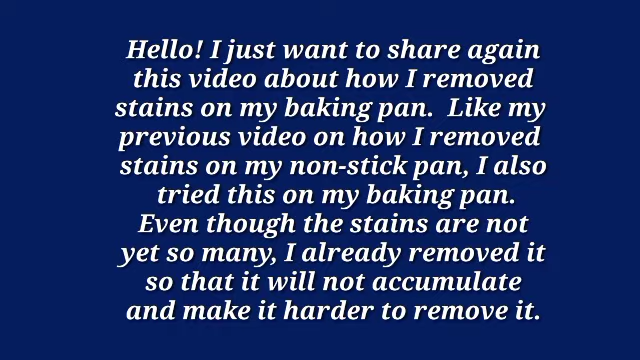 Hello! I just want to share again
this video about how I removed
stains on my baking pan. Like my
previous video on how I removed
stains on my non-stick pan, I also
tried this on my baking pan.
Even though the stains are not
yet so many, I already removed it
so that it will not accumulate
and make it harder to remove it.